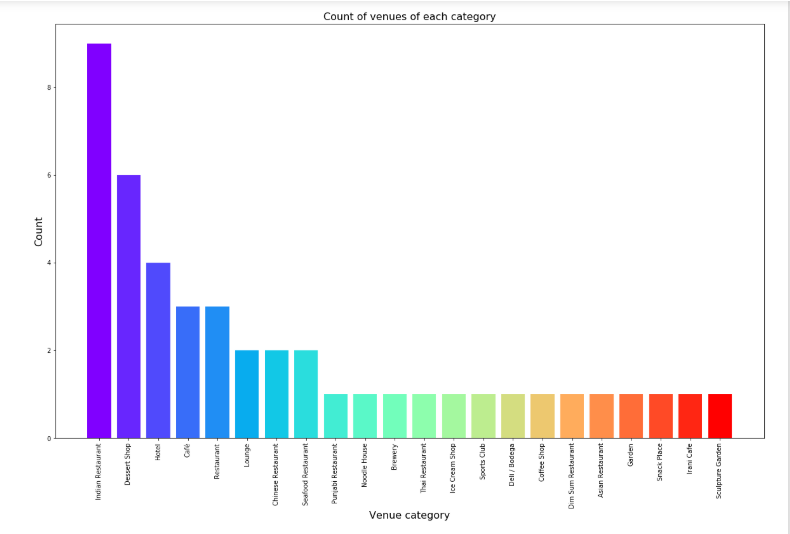 Count of venues of each category
Count
8
6
4
2
0
Indian Restaurant
Dessert Shop
Hotel
Café
Restaurant
Lounge
Chinese Restaurant
Seafood Restaurant
Punjabi Restaurant
Noodle House
Brewery
Thai Restaurant
Ice Cream Shop
Sports Club
Deli / Bodega
Coffee Shop
Dim Sum Restaurant
Asian Restaurant
Garden
Snack Place
Irani Cafe
Sculpture Garden
Venue category